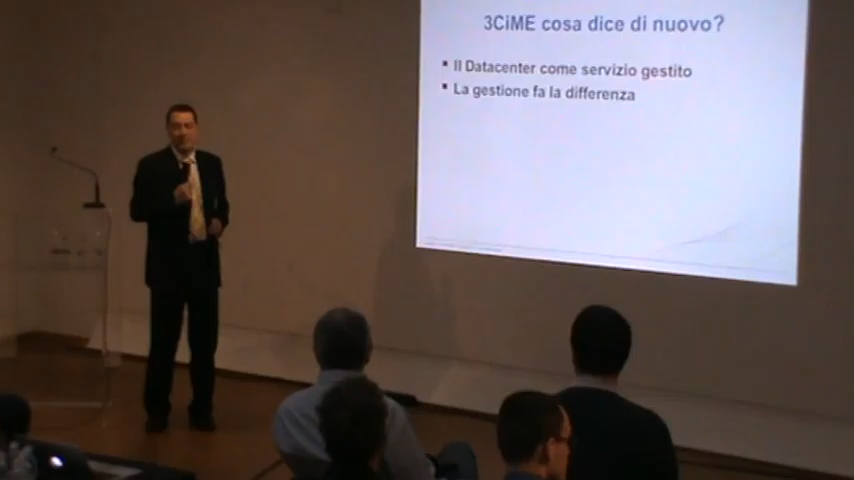 3CiME cosa dice di nuovo?
Il Datacenter come servizio gestito
La gestione fa la differenza